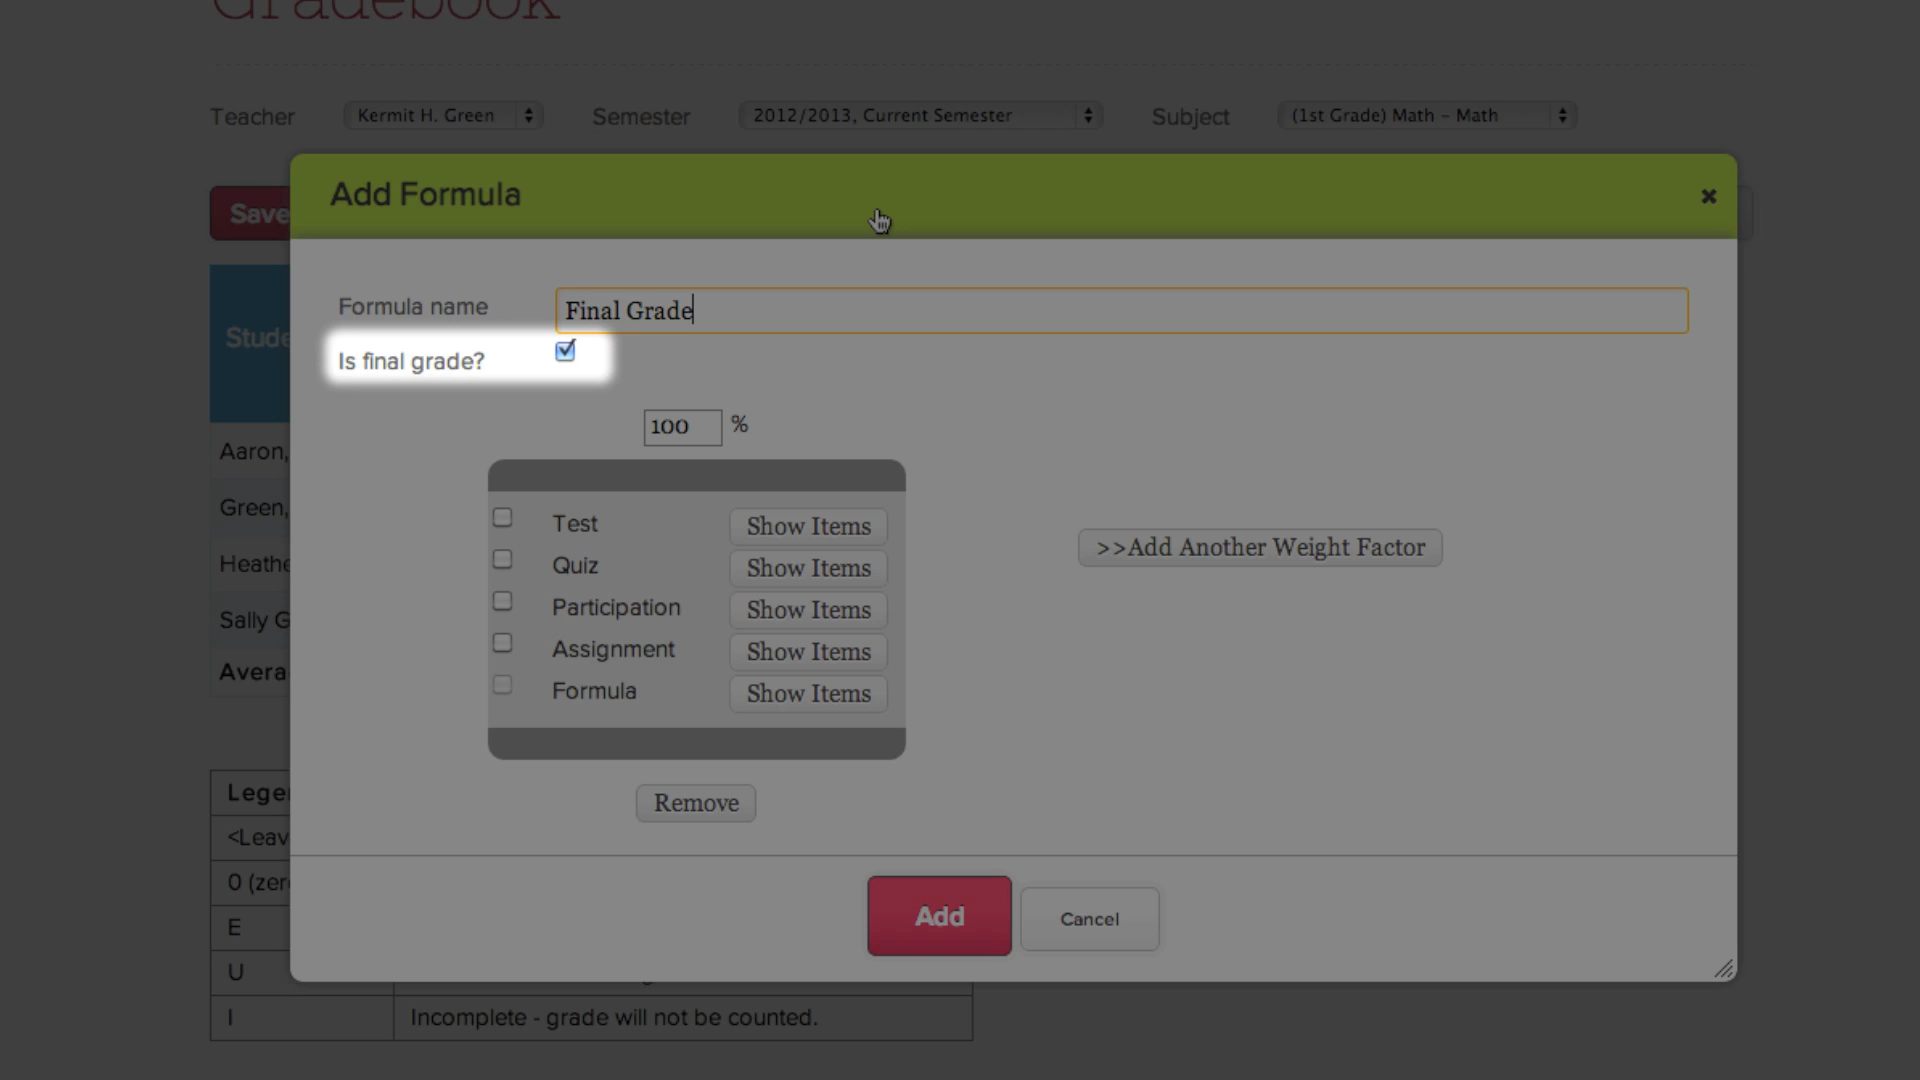 Gradebook
Teacher Kermit H. Green Semester 2012/2013, Current Semester Subject (1st Grade) Math - Math
Save
Add Formula
Formula name Final Grade
Is final grade?
100 %
Test Show Items
Quiz Show Items
Participation Show Items
Assignment Show Items
Formula Show Items
>>Add Another Weight Factor
Remove
Add Cancel
Stude
Aaron,
Green,
Heathe
Sally G
Avera
Lege
<Leav
0 (zer
E
U
I Incomplete - grade will not be counted.